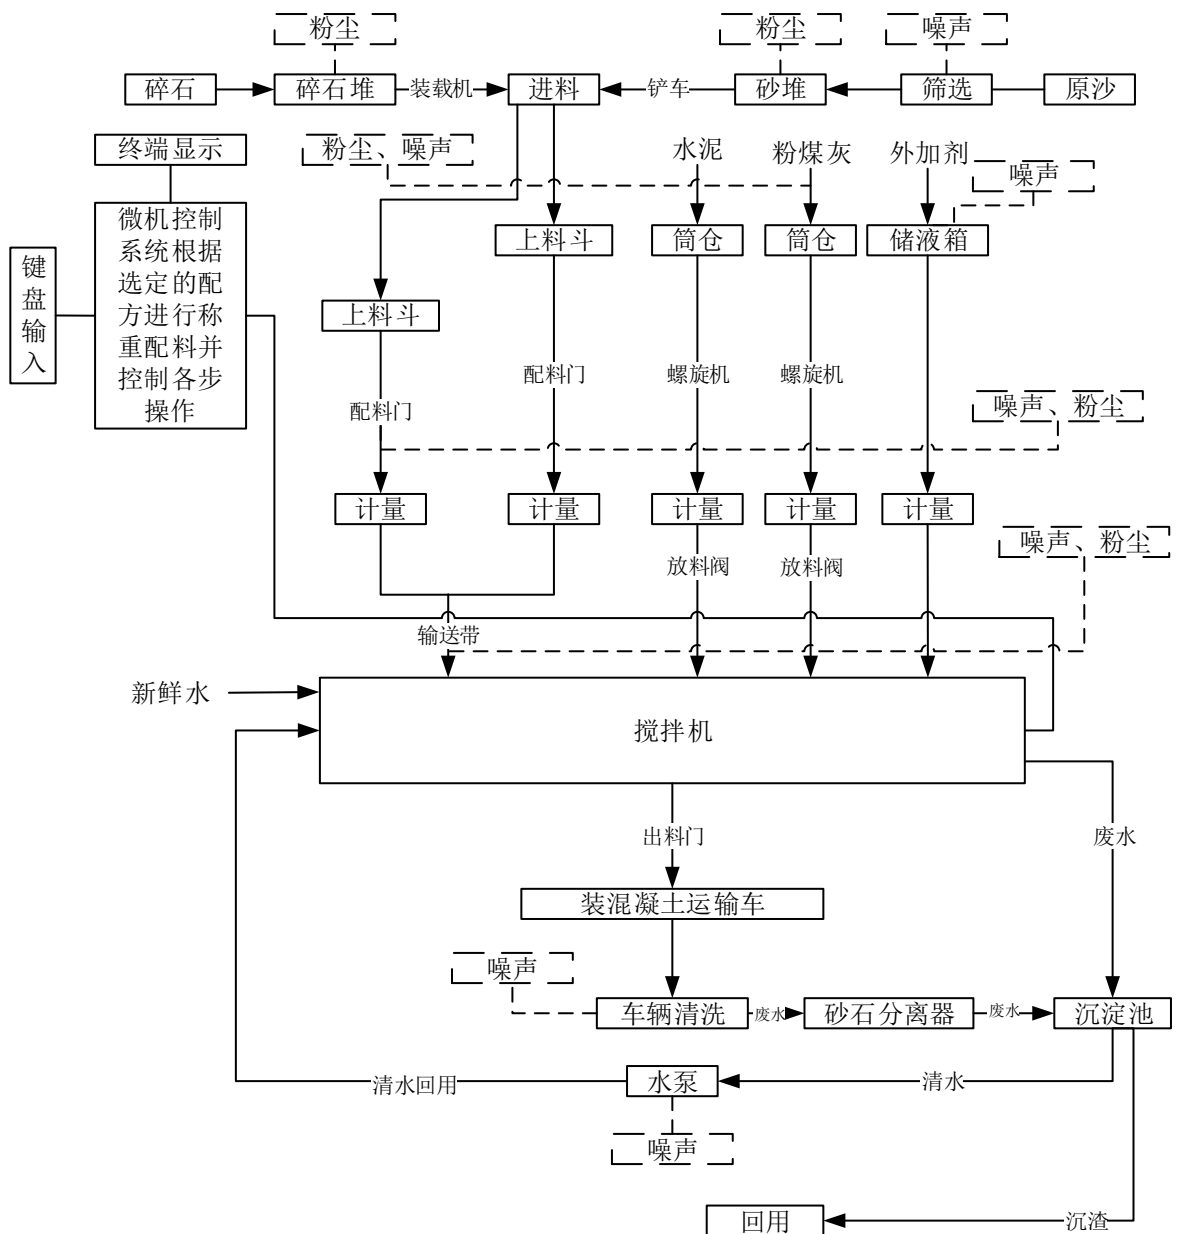 粉尘
粉尘
噪声
碎石
碎石堆
装载机
进料
铲车
砂堆
筛选
原沙
终端显示
粉尘、噪声
水泥
粉煤灰
外加剂
噪声
键
盘
输
入
微机控制
系统根据
选定的配
方进行称
重配料并
控制各步
操作
上料斗
筒仓
筒仓
储液箱
上料斗
配料门
螺旋机
螺旋机
配料门
噪声、粉尘
计量
计量
计量
计量
计量
噪声、粉尘
放料阀
放料阀
输送带
新鲜水
搅拌机
出料门
废水
装混凝土运输车
噪声
车辆清洗
废水
砂石分离器
废水
沉淀池
清水回用
水泵
清水
噪声
回用
沉渣